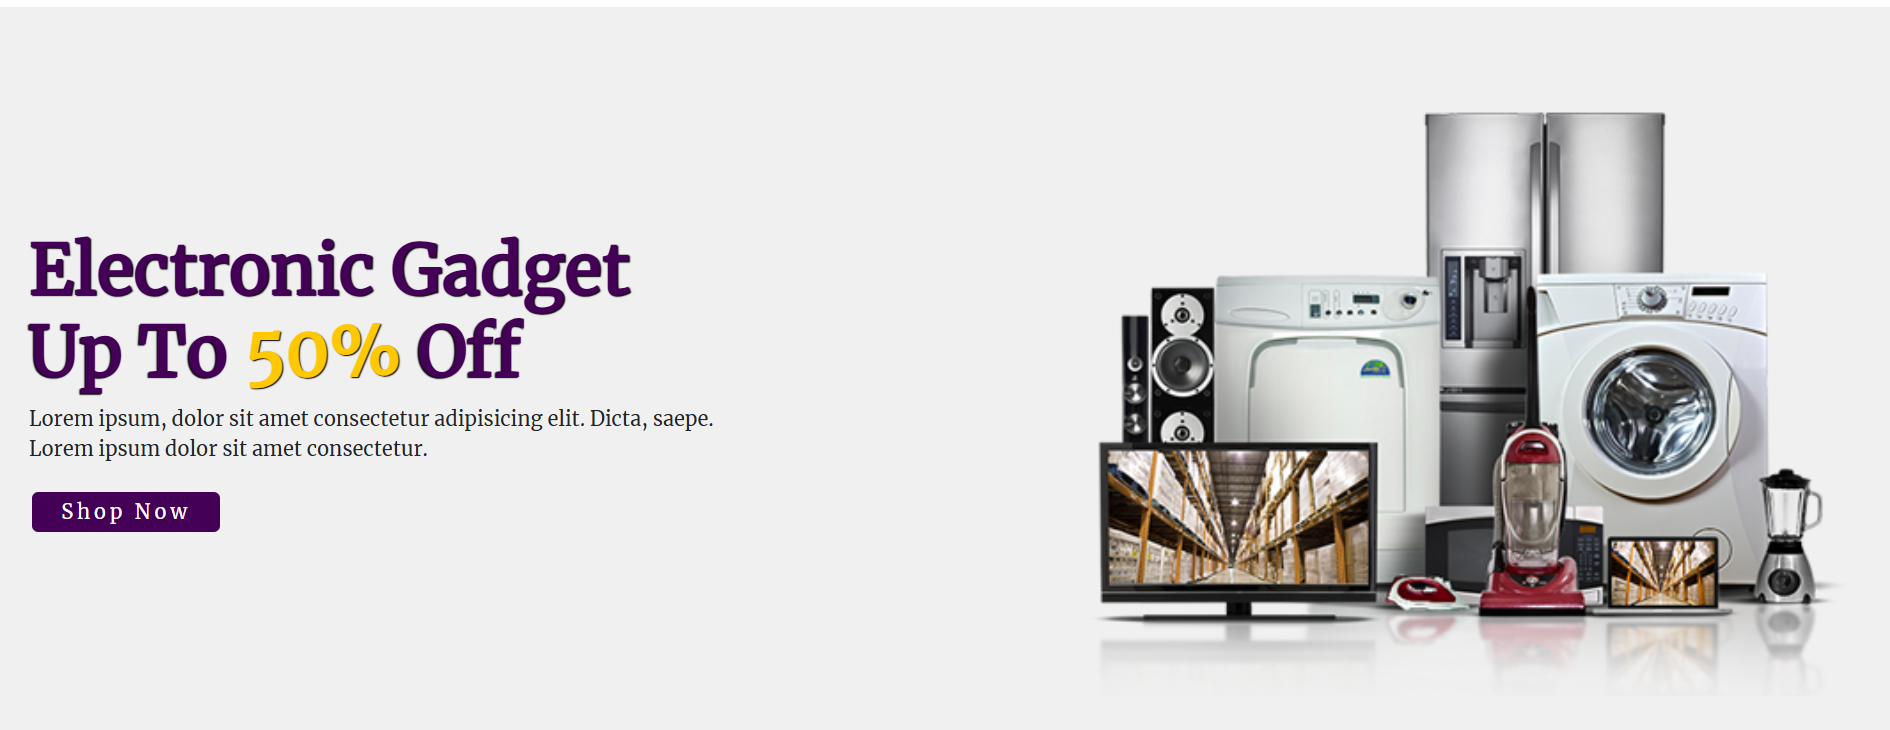 Electronic Gadget
Up To 50% Off
Lorem ipsum, dolor sit amet consectetur adipisicing elit. Dicta, saepe.
Lorem ipsum dolor sit amet consectetur.
Shop Now